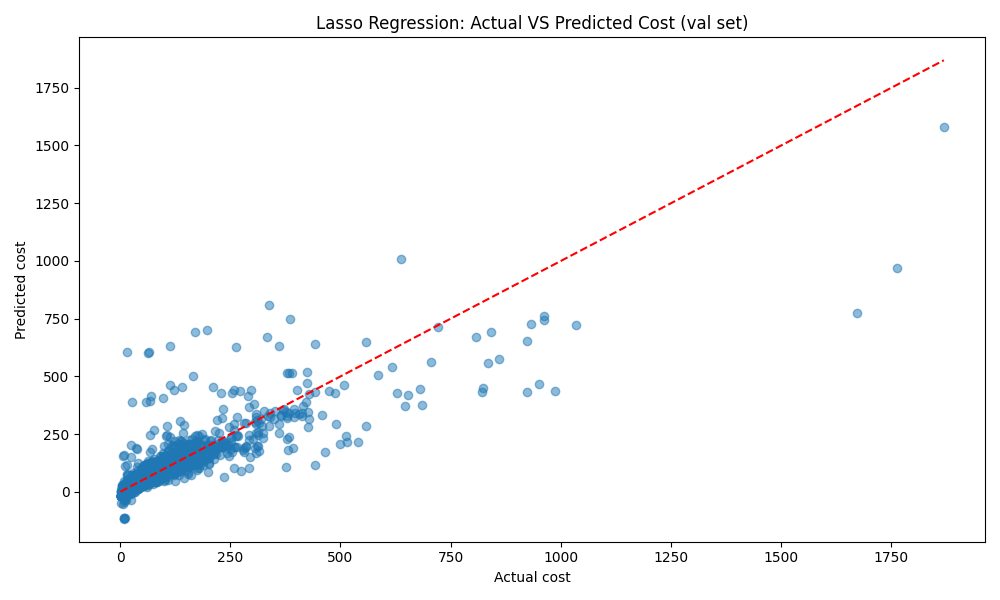 Lasso Regression: Actual VS Predicted Cost (val set)
Predicted cost
1750
1500
1250
1000
750
500
250
0
0 250 500 750 1000 1250 1500 1750
Actual cost